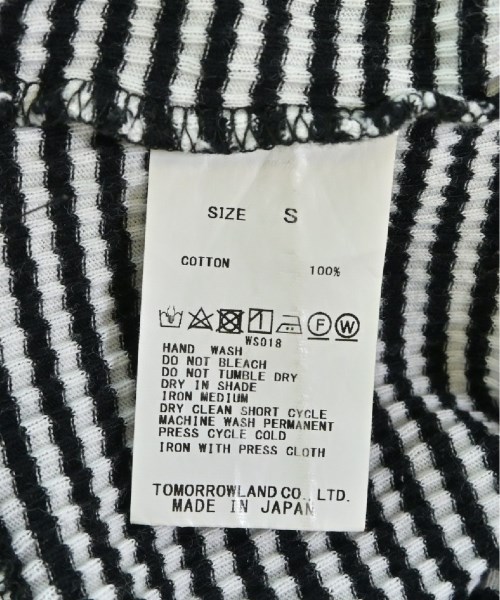 SIZE S
COTTON 100%
F W
WS018
HAND WASH
DO NOT BLEACH
DO NOT TUMBLE DRY
DRY IN SHADE
IRON MEDIUM
DRY CLEAN SHORT CYCLE
MACHINE WASH PERMANENT
PRESS CYCLE COLD
IRON WITH PRESS CLOTH
TOMORROWLAND CO., LTD.
MADE IN JAPAN